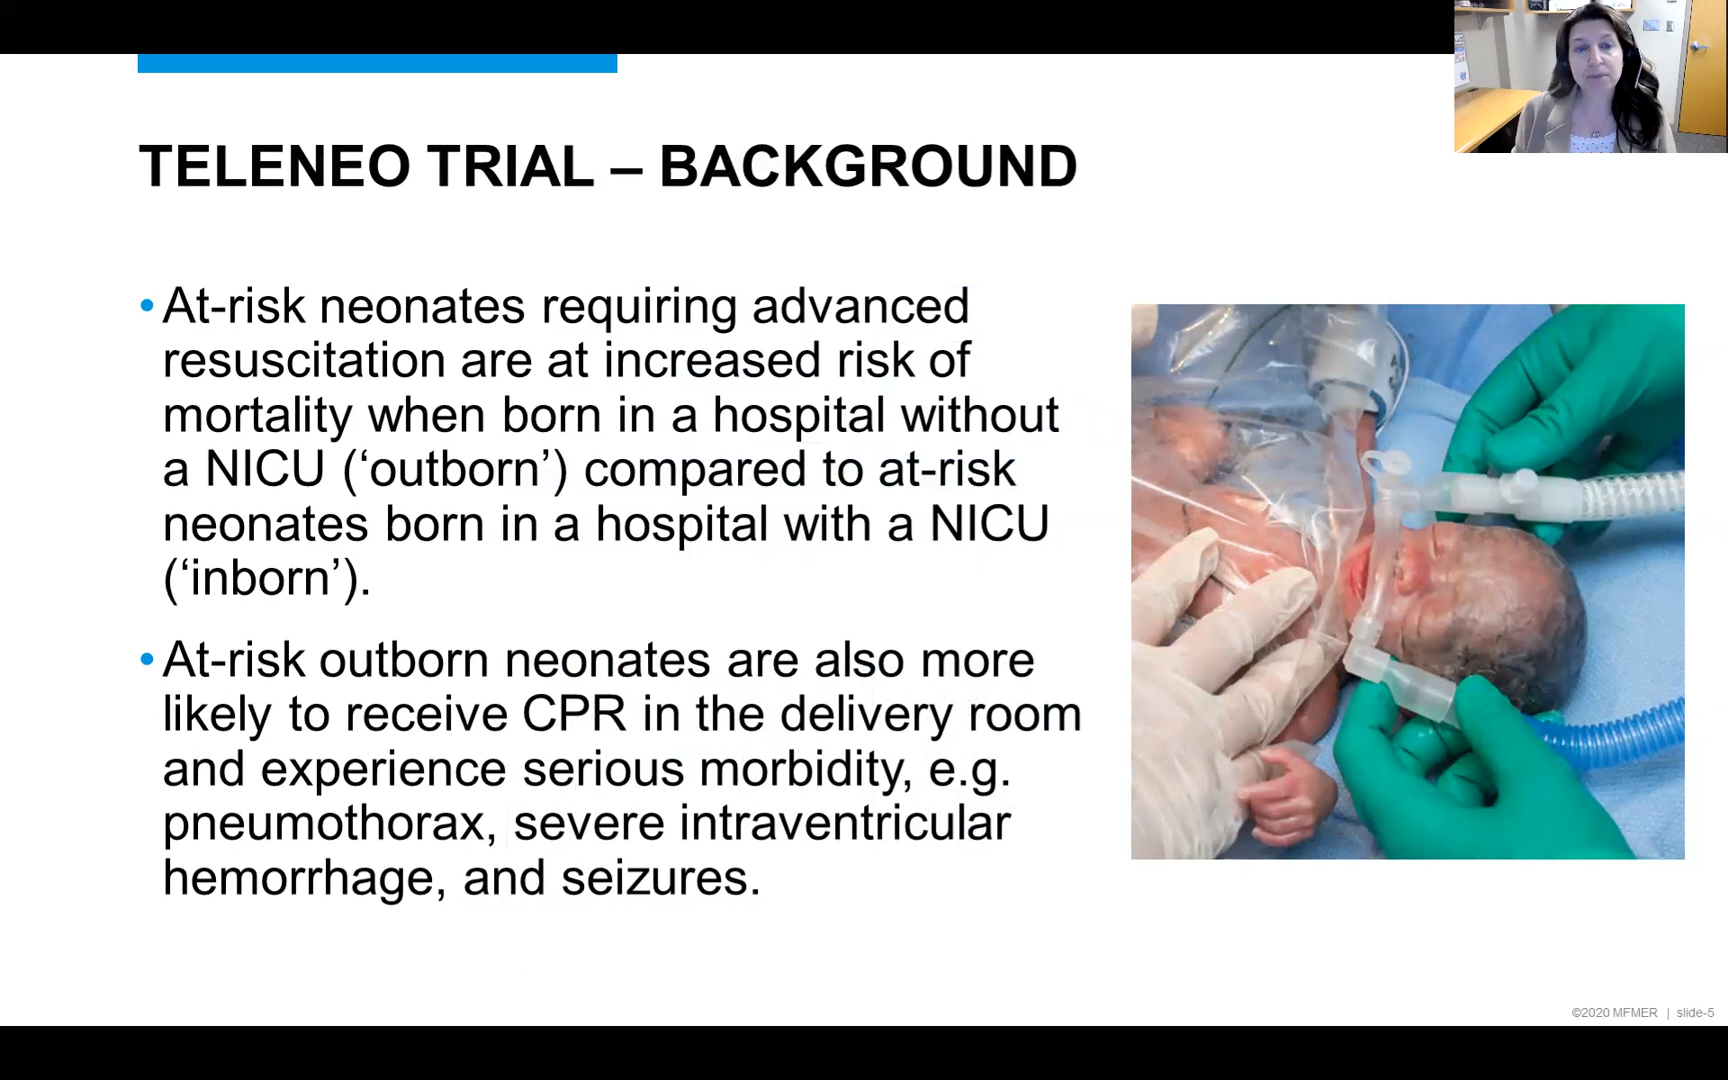 TELENEO TRIAL – BACKGROUND
•At-risk neonates requiring advanced
resuscitation are at increased risk of
mortality when born in a hospital without
a NICU (‘outborn’) compared to at-risk
neonates born in a hospital with a NICU
(‘inborn’).
•At-risk outborn neonates are also more
likely to receive CPR in the delivery room
and experience serious morbidity, e.g.
pneumothorax, severe intraventricular
hemorrhage, and seizures.
©2020 MFMER | slide-5